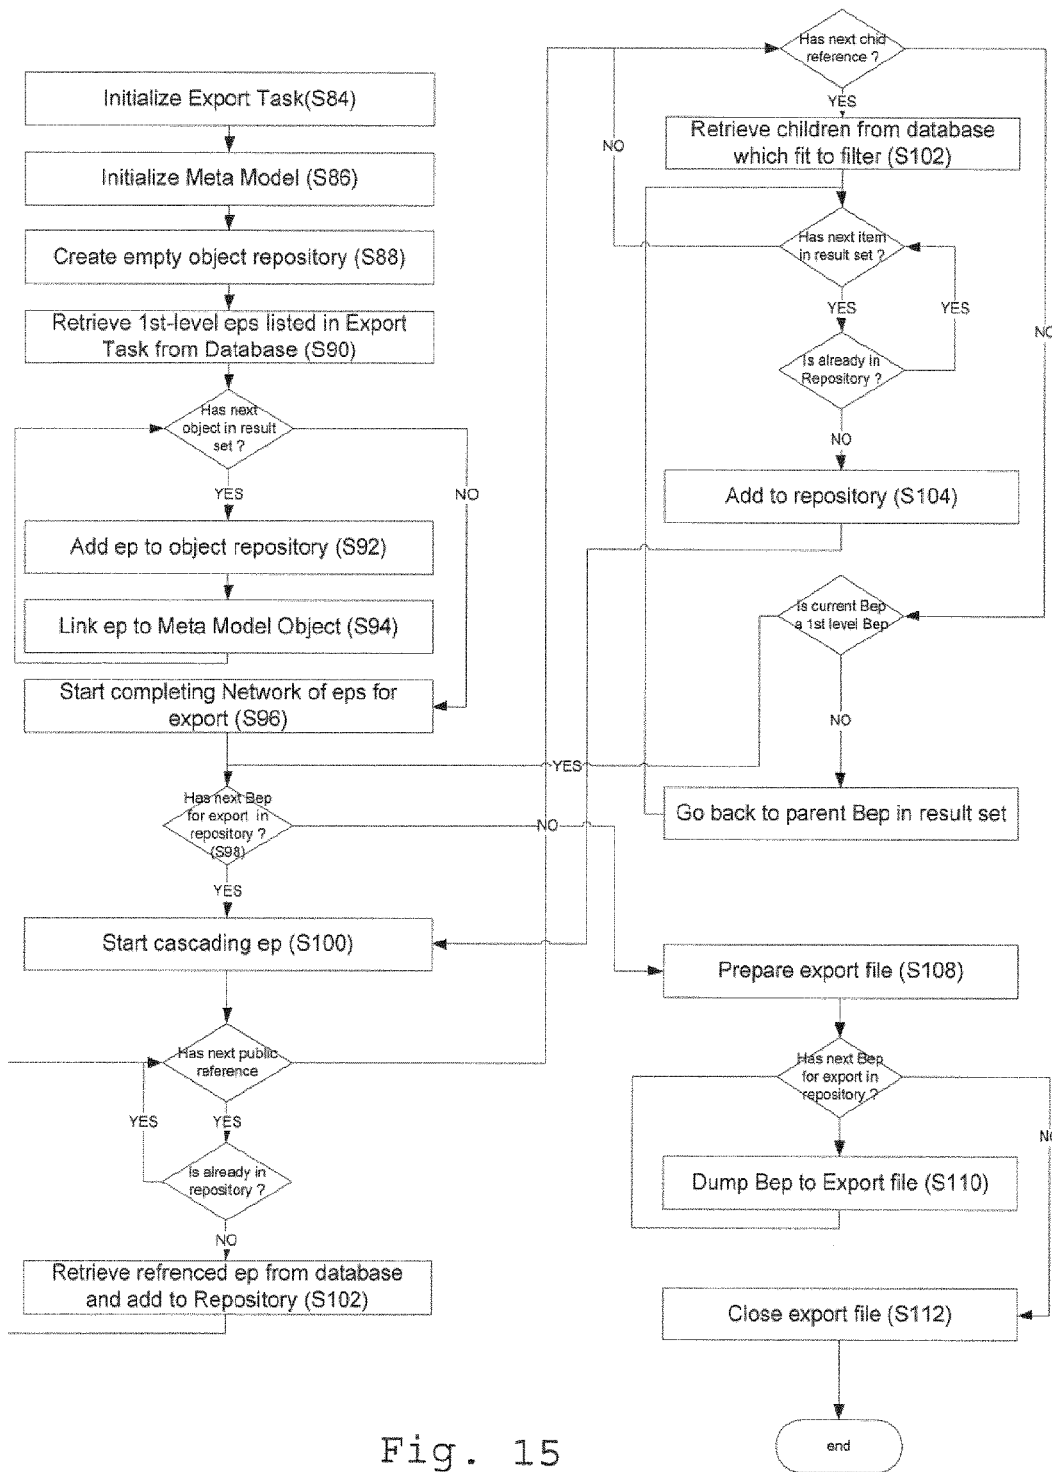 Initialize Export Task(S84)
Initialize Meta Model (S86)
Create empty object repository (S88)
Retrieve 1st-level eps listed in Export
Task from Database (S90)
Has next
object in result
set ?
YES
NO
Add ep to object repository (S92)
Link ep to Meta Model Object (S94)
Start completing Network of eps for
export (S96)
YES
Has next Bep
for export in
repository ?
(S98)
NO
YES
Start cascading ep (S100)
Has next public
reference
YES
YES
Is already in
repository ?
NO
Retrieve refrenced ep from database
and add to Repository (S102)
Has next chid
reference ?
YES
NO
Retrieve children from database
which fit to filter (S102)
Has next item
in result set ?
YES
YES
NO
Is already in
Repository ?
NO
Add to repository (S104)
Is current Bep
a 1st level Bep
NO
Go back to parent Bep in result set
Prepare export file (S108)
Has next Bep
for export in
repository ?
NO
Dump Bep to Export file (S110)
Close export file (S112)
end
Fig. 15